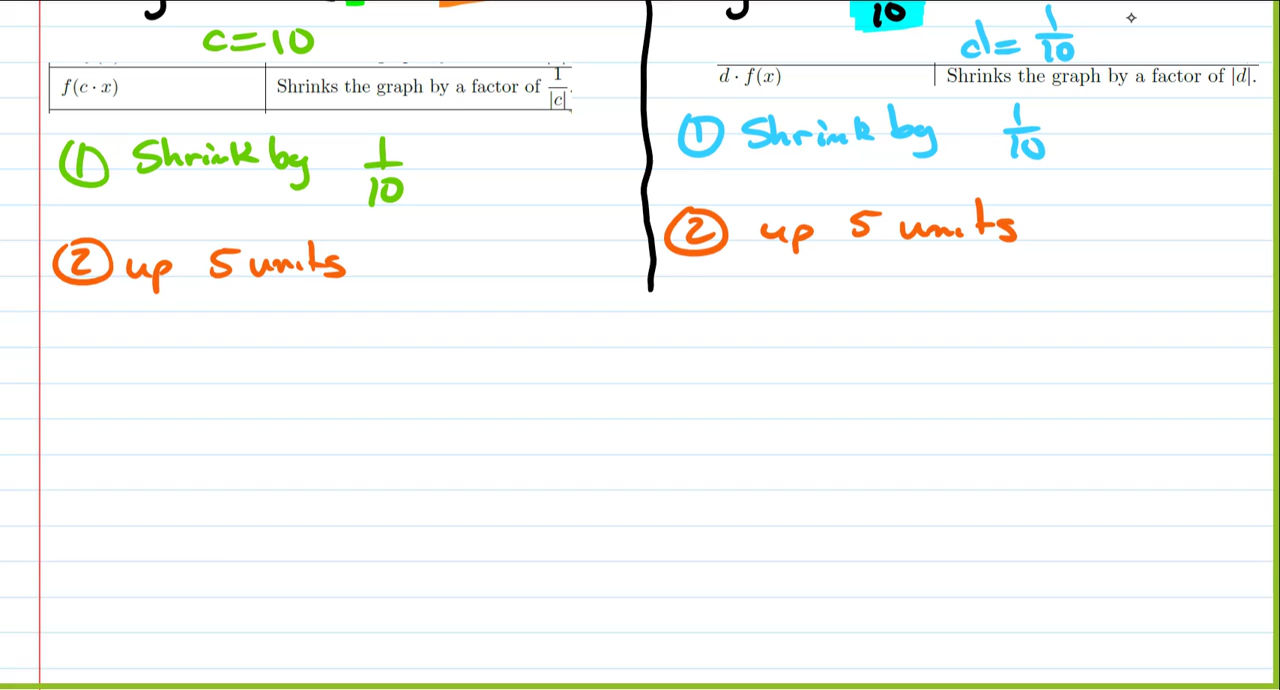 10
c=10
f(c · x) Shrinks the graph by a factor of 1/|c|.
① Shrink by 1/10
② up 5 units
d= 1/10
d · f(x) Shrinks the graph by a factor of |d|.
① Shrink by 1/10
② up 5 units